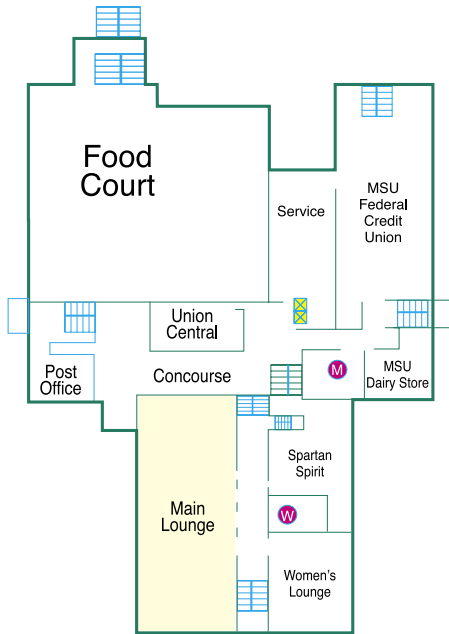 Food
Court
Service
MSU
Federal
Credit
Union
Union
Central
Post
Office
Concourse
M
MSU
Dairy Store
Main
Lounge
Spartan
Spirit
W
Women's
Lounge